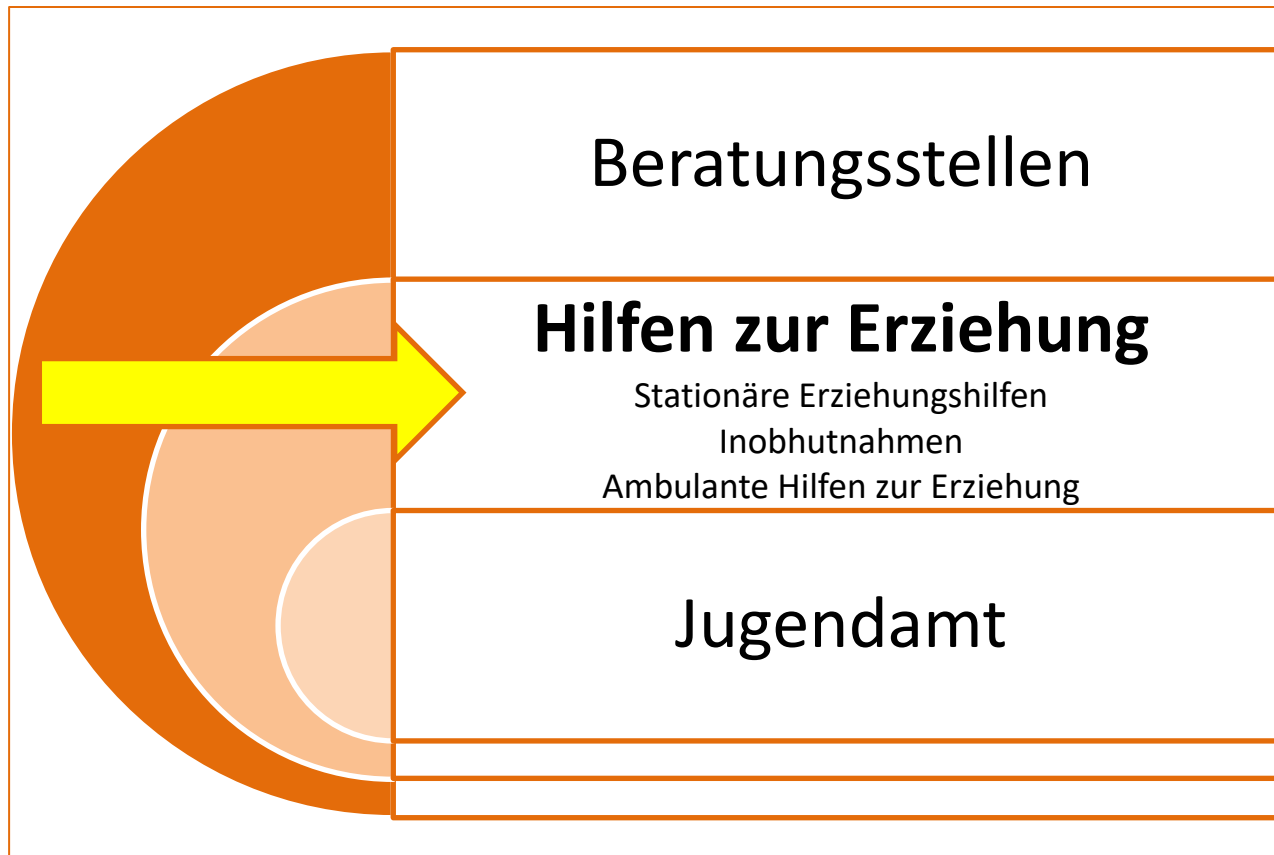 Beratungsstellen
Hilfen zur Erziehung
Stationäre Erziehungshilfen
Inobhutnahmen
Ambulante Hilfen zur Erziehung
Jugendamt